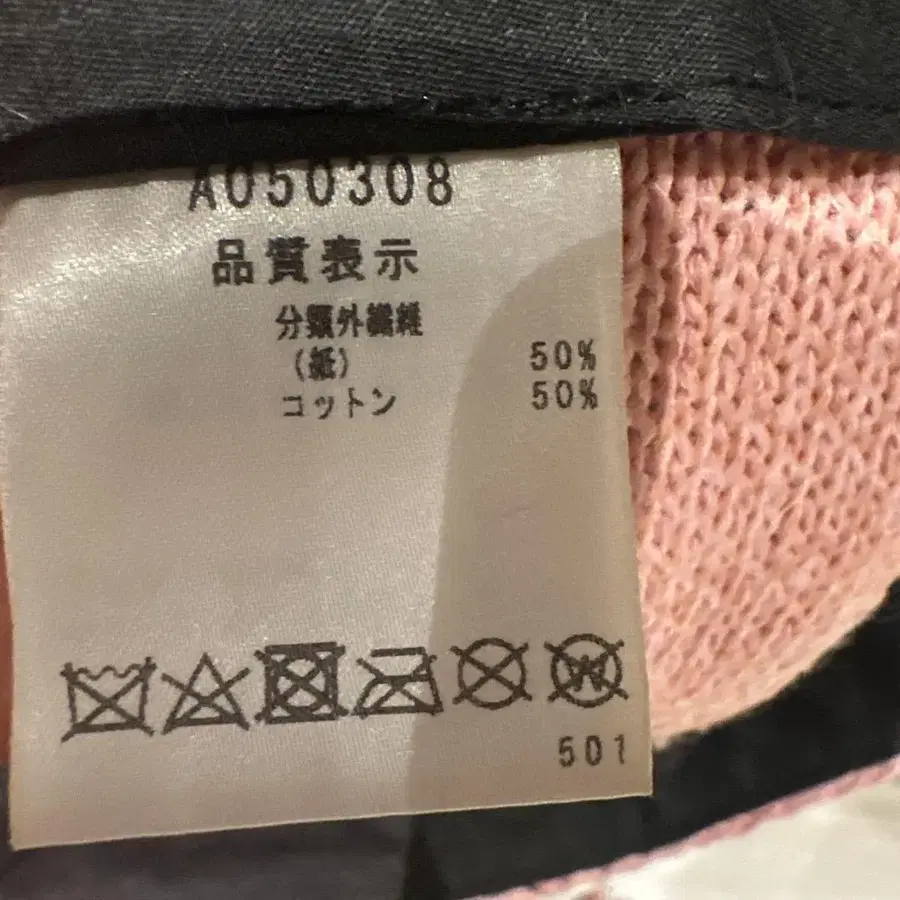 A050308
品質表示
分類外繊維
(紙) 50%
コットン 50%
501